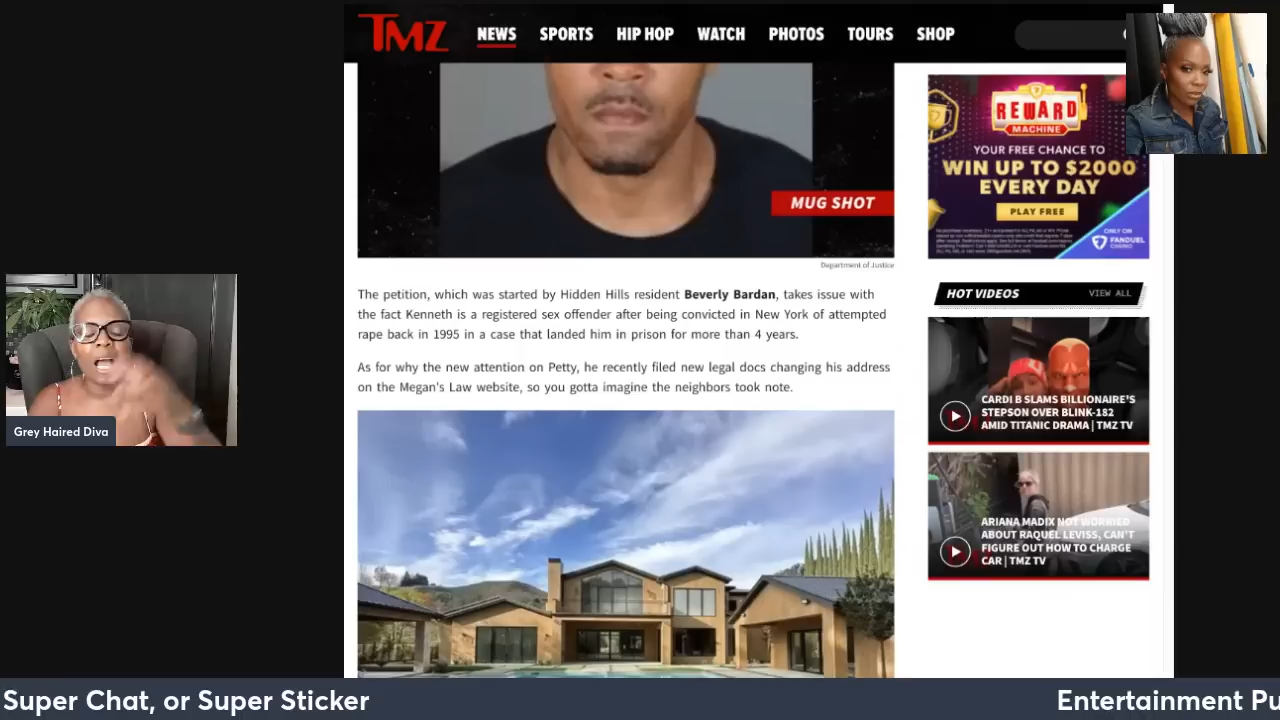 TMZ
NEWS SPORTS HIP HOP WATCH PHOTOS TOURS SHOP
MUG SHOT
Department of Justice
The petition, which was started by Hidden Hills resident Beverly Bardan, takes issue with
the fact Kenneth is a registered sex offender after being convicted in New York of attempted
rape back in 1995 in a case that landed him in prison for more than 4 years.
As for why the new attention on Petty, he recently filed new legal docs changing his address
on the Megan's Law website, so you gotta imagine the neighbors took note.
REWARD
MACHINE
YOUR FREE CHANCE TO
WIN UP TO $2000
EVERY DAY
PLAY FREE
ONLY ON
FANDUEL
CASINO
HOT VIDEOS VIEW ALL
CARDI B SLAMS BILLIONAIRE'S
STEPSON OVER BLINK-182
AMID TITANIC DRAMA | TMZ TV
ARIANA MADIX NOT WORRIED
ABOUT RAQUEL LEVISS, CAN'T
FIGURE OUT HOW TO CHARGE
CAR | TMZ TV
Grey Haired Diva
Super Chat, or Super Sticker
Entertainment Pu